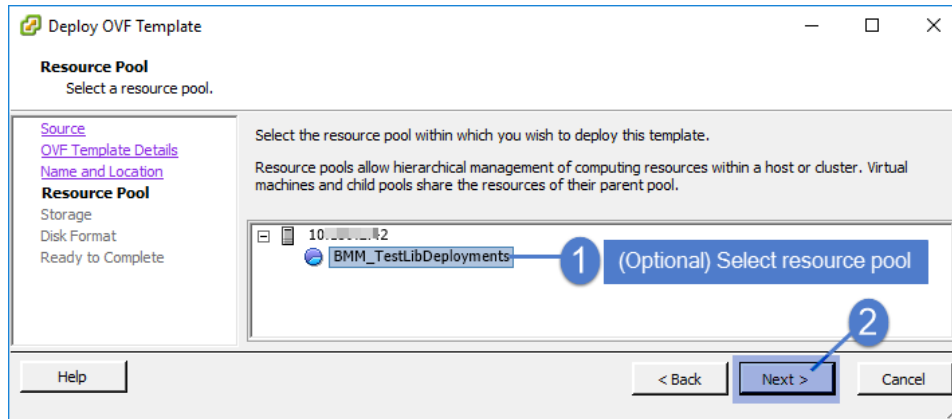 Deploy OVF Template
Resource Pool
Select a resource pool.
Source
OVF Template Details
Name and Location
Resource Pool
Storage
Disk Format
Ready to Complete
Select the resource pool within which you wish to deploy this template.
Resource pools allow hierarchical management of computing resources within a host or cluster. Virtual
machines and child pools share the resources of their parent pool.
BMM_TestLibDeployments
1
(Optional) Select resource pool
2
Help
< Back
Next >
Cancel